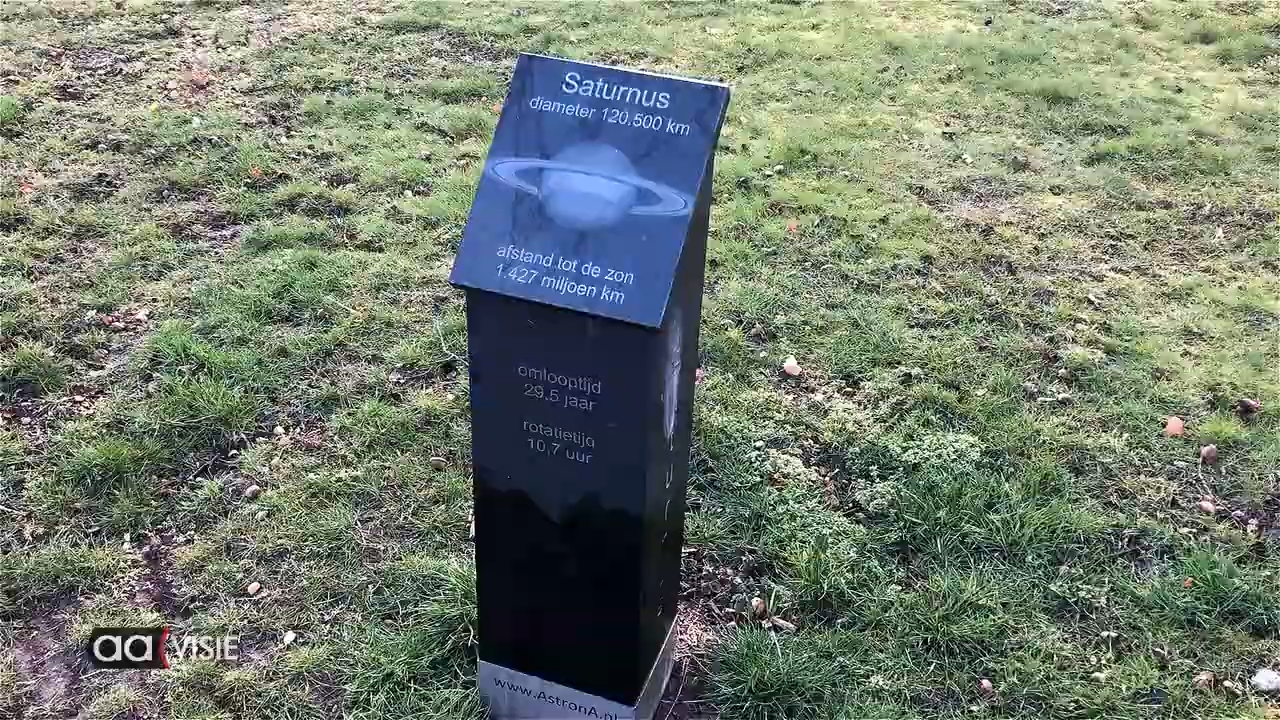 Saturnus
diameter 120.500 km
afstand tot de zon
1.427 miljoen km
omlooptijd
29.5 jaar
rotatietijd
10,7 uur
www.AstronA.nl
aa/VISIE